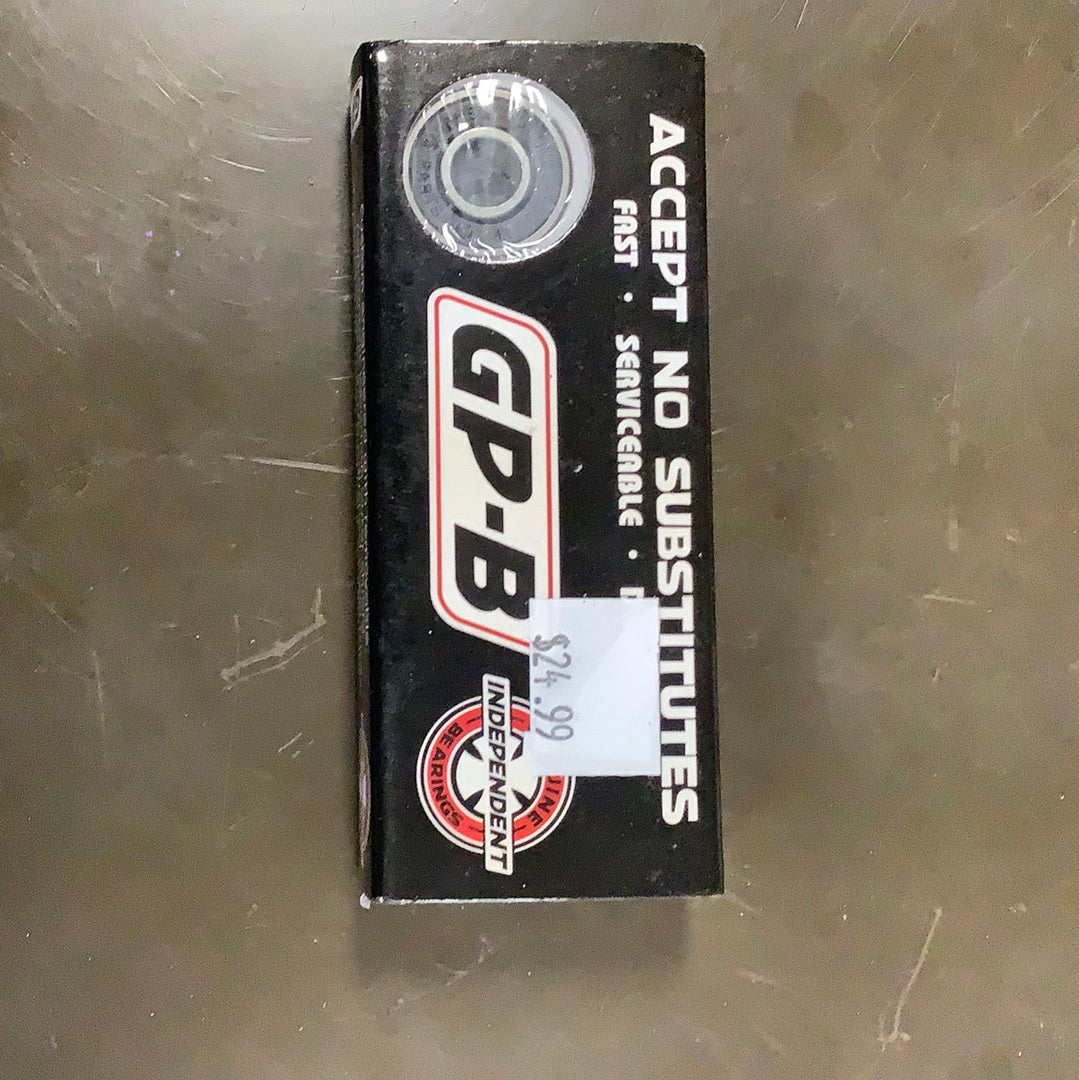 ACCEPT NO SUBSTITUTES
FAST · SERVICEABLE ·
GP-B
$24.99
INDEPENDENT
BEARINGS